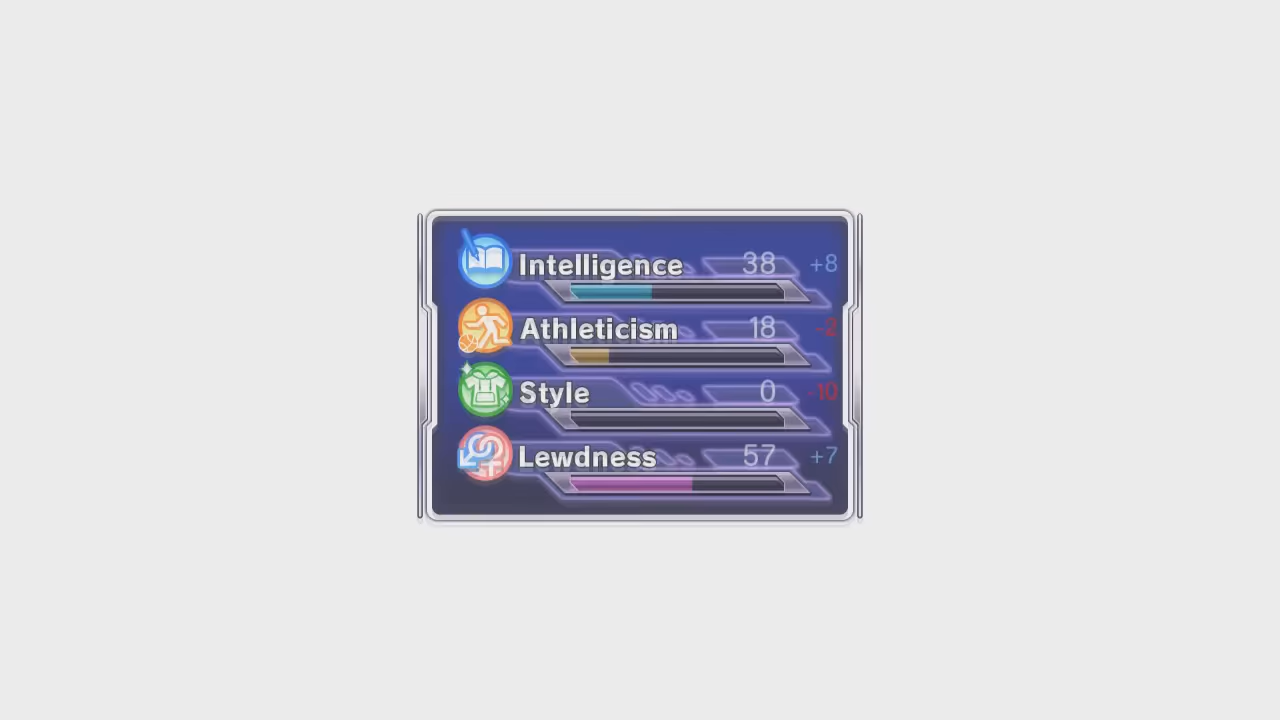 Intelligence 38 +8
Athleticism 18 -2
Style 0 -10
Lewdness 57 +7